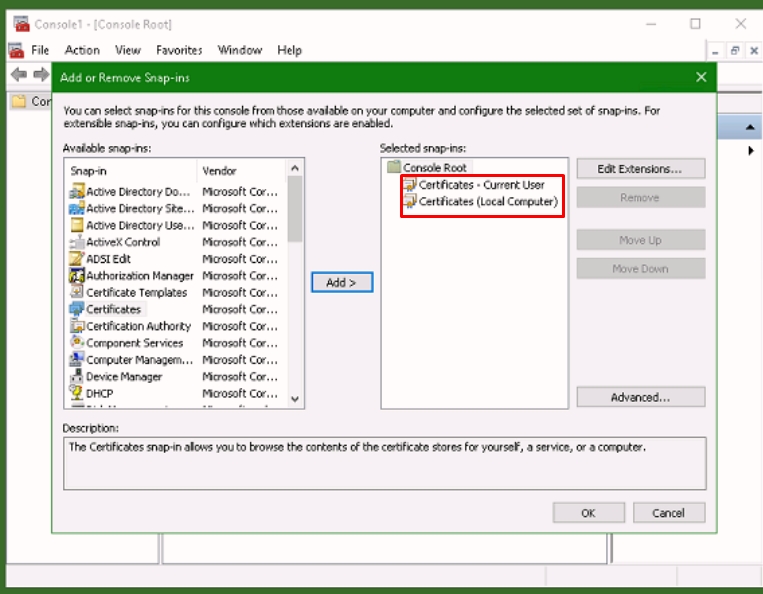 Console1 - [Console Root]
File Action View Favorites Window Help
Cor
Add or Remove Snap-ins
You can select snap-ins for this console from those available on your computer and configure the selected set of snap-ins. For
extensible snap-ins, you can configure which extensions are enabled.
Available snap-ins:
Snap-in Vendor
Active Directory Do... Microsoft Cor...
Active Directory Site... Microsoft Cor...
Active Directory Use... Microsoft Cor...
ActiveX Control Microsoft Cor...
ADSI Edit Microsoft Cor...
Authorization Manager Microsoft Cor...
Certificate Templates Microsoft Cor...
Certificates Microsoft Cor...
Certification Authority Microsoft Cor...
Component Services Microsoft Cor...
Computer Managem... Microsoft Cor...
Device Manager Microsoft Cor...
DHCP Microsoft Cor...
Add >
Selected snap-ins:
Console Root
Certificates - Current User
Certificates (Local Computer)
Edit Extensions...
Remove
Move Up
Move Down
Advanced...
Description:
The Certificates snap-in allows you to browse the contents of the certificate stores for yourself, a service, or a computer.
OK Cancel